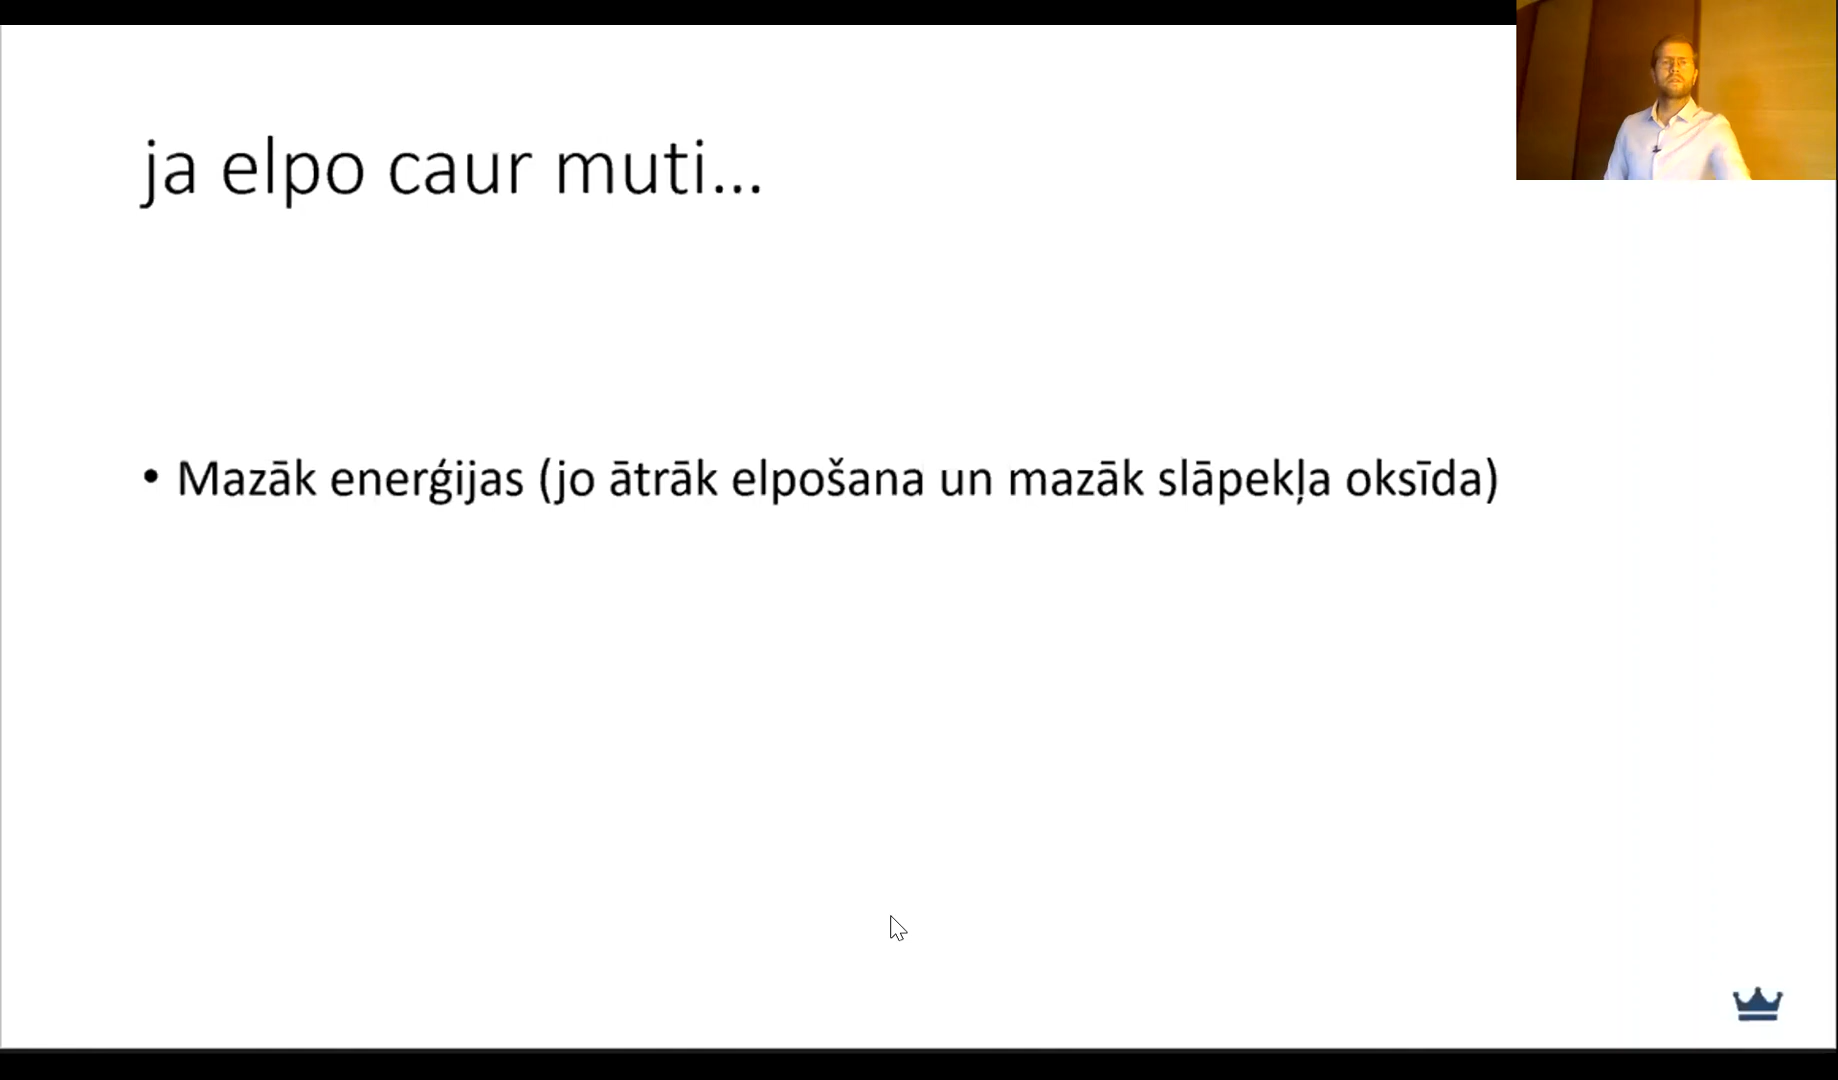 ja elpo caur muti...
• Mazāk enerģijas (jo ātrāk elpošana un mazāk slāpekļa oksīda)